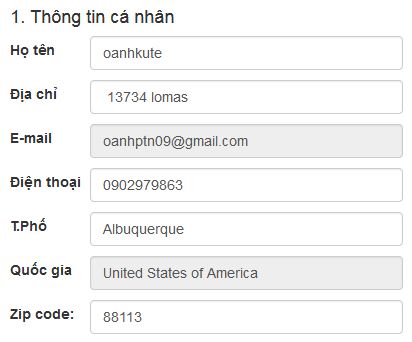 1. Thông tin cá nhân
Họ tên oanhkute
Địa chỉ 13734 lomas
E-mail oanhptn09@gmail.com
Điện thoại 0902979863
T.Phố Albuquerque
Quốc gia United States of America
Zip code: 88113